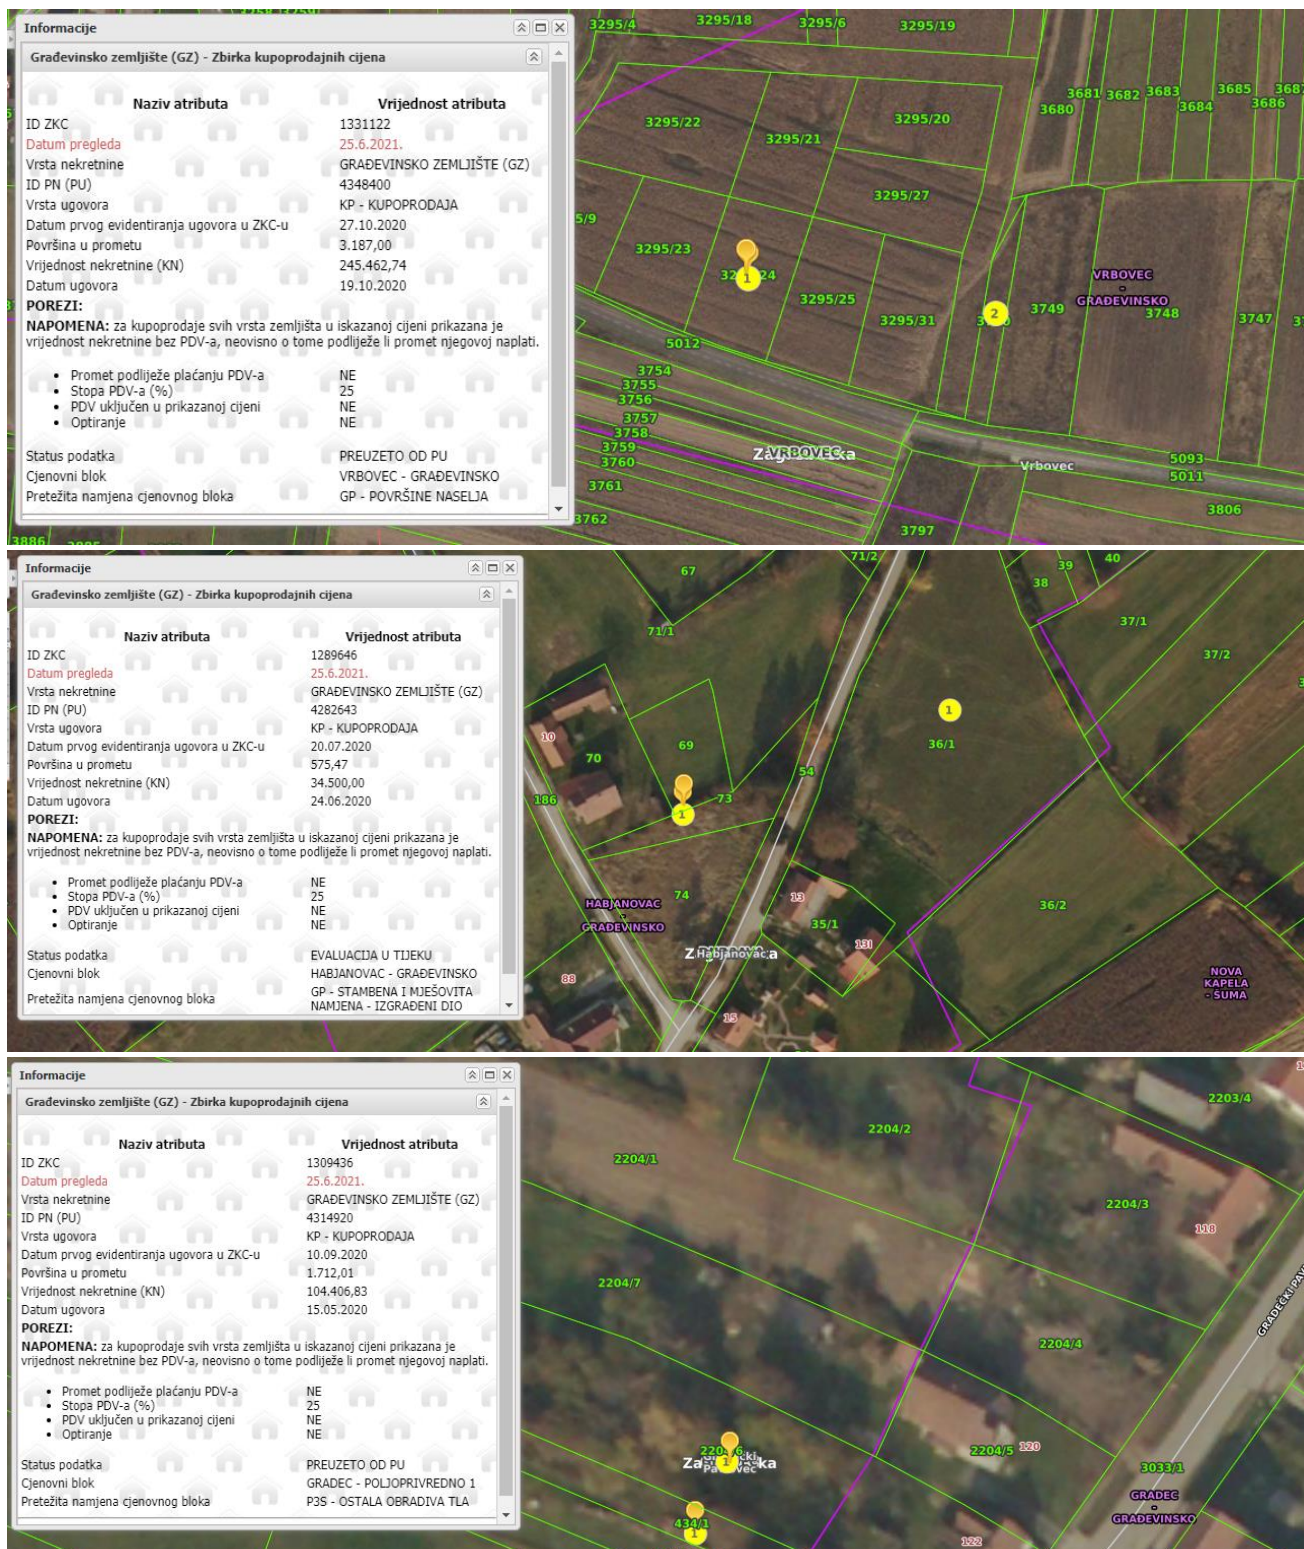 Informacije
Građevinsko zemljište (GZ) - Zbirka kupoprodajnih cijena
Naziv atributa Vrijednost atributa
ID ZKC 1331122
Datum pregleda 25.6.2021.
Vrsta nekretnine GRAĐEVINSKO ZEMLJIŠTE (GZ)
ID PN (PU) 4348400
Vrsta ugovora KP - KUPOPRODAJA
Datum prvog evidentiranja ugovora u ZKC-u 27.10.2020
Površina u prometu 3.187,00
Vrijednost nekretnine (KN) 245.462,74
Datum ugovora 19.10.2020
POREZI:
NAPOMENA: za kupoprodaje svih vrsta zemljišta u iskazanoj cijeni prikazana je
vrijednost nekretnine bez PDV-a, neovisno o tome podliježe li promet njegovoj naplati.
• Promet podliježe plaćanju PDV-a NE
• Stopa PDV-a (%) 25
• PDV uključen u prikazanoj cijeni NE
• Optiranje NE
Status podatka PREUZETO OD PU
Cjenovni blok VRBOVEC - GRAĐEVINSKO
Pretežita namjena cjenovnog bloka GP - POVRŠINE NASELJA
3295/4
3295/18
3295/6
3295/19
3295/22
3295/21
3295/20
3295/27
3295/23
3295/25
3295/31
3680
3681
3682
3683
3684
3685
3686
5/9
1
2
3749
VRBOVEC
-
GRAĐEVINSKO
3748
3747
5012
3754
3755
3756
3757
3758
3759
3760
3761
3762
VRBOVEC
Vrbovec
5093
5011
3806
3797
3886
Informacije
Građevinsko zemljište (GZ) - Zbirka kupoprodajnih cijena
Naziv atributa Vrijednost atributa
ID ZKC 1289646
Datum pregleda 25.6.2021.
Vrsta nekretnine GRAĐEVINSKO ZEMLJIŠTE (GZ)
ID PN (PU) 4282643
Vrsta ugovora KP - KUPOPRODAJA
Datum prvog evidentiranja ugovora u ZKC-u 20.07.2020
Površina u prometu 575,47
Vrijednost nekretnine (KN) 34.500,00
Datum ugovora 24.06.2020
POREZI:
NAPOMENA: za kupoprodaje svih vrsta zemljišta u iskazanoj cijeni prikazana je
vrijednost nekretnine bez PDV-a, neovisno o tome podliježe li promet njegovoj naplati.
• Promet podliježe plaćanju PDV-a NE
• Stopa PDV-a (%) 25
• PDV uključen u prikazanoj cijeni NE
• Optiranje NE
Status podatka EVALUACIJA U TIJEKU
Cjenovni blok HABJANOVAC - GRAĐEVINSKO
Pretežita namjena cjenovnog bloka GP - STAMBENA I MJEŠOVITA
NAMJENA - IZGRAĐENI DIO
67
71/2
71/1
38
39
40
37/1
37/2
10
70
69
1
36/1
186
73
54
1
74
13
35/1
131
36/2
HABJANOVAC
-
GRAĐEVINSKO
Habjanovac
88
15
NOVA
KAPELA
- ŠUMA
Informacije
Građevinsko zemljište (GZ) - Zbirka kupoprodajnih cijena
Naziv atributa Vrijednost atributa
ID ZKC 1309436
Datum pregleda 25.6.2021.
Vrsta nekretnine GRAĐEVINSKO ZEMLJIŠTE (GZ)
ID PN (PU) 4314920
Vrsta ugovora KP - KUPOPRODAJA
Datum prvog evidentiranja ugovora u ZKC-u 10.09.2020
Površina u prometu 1.712,01
Vrijednost nekretnine (KN) 104.406,83
Datum ugovora 15.05.2020
POREZI:
NAPOMENA: za kupoprodaje svih vrsta zemljišta u iskazanoj cijeni prikazana je
vrijednost nekretnine bez PDV-a, neovisno o tome podliježe li promet njegovoj naplati.
• Promet podliježe plaćanju PDV-a NE
• Stopa PDV-a (%) 25
• PDV uključen u prikazanoj cijeni NE
• Optiranje NE
Status podatka PREUZETO OD PU
Cjenovni blok GRADEC - POLJOPRIVREDNO 1
Pretežita namjena cjenovnog bloka P3S - OSTALA OBRADIVA TLA
2204/1
2204/2
2203/4
2204/3
118
2204/7
2204/4
GRADEČKI PAV
2204/5
120
1
3033/1
434/1
1
GRADEC
-
GRAĐEVINSKO
122